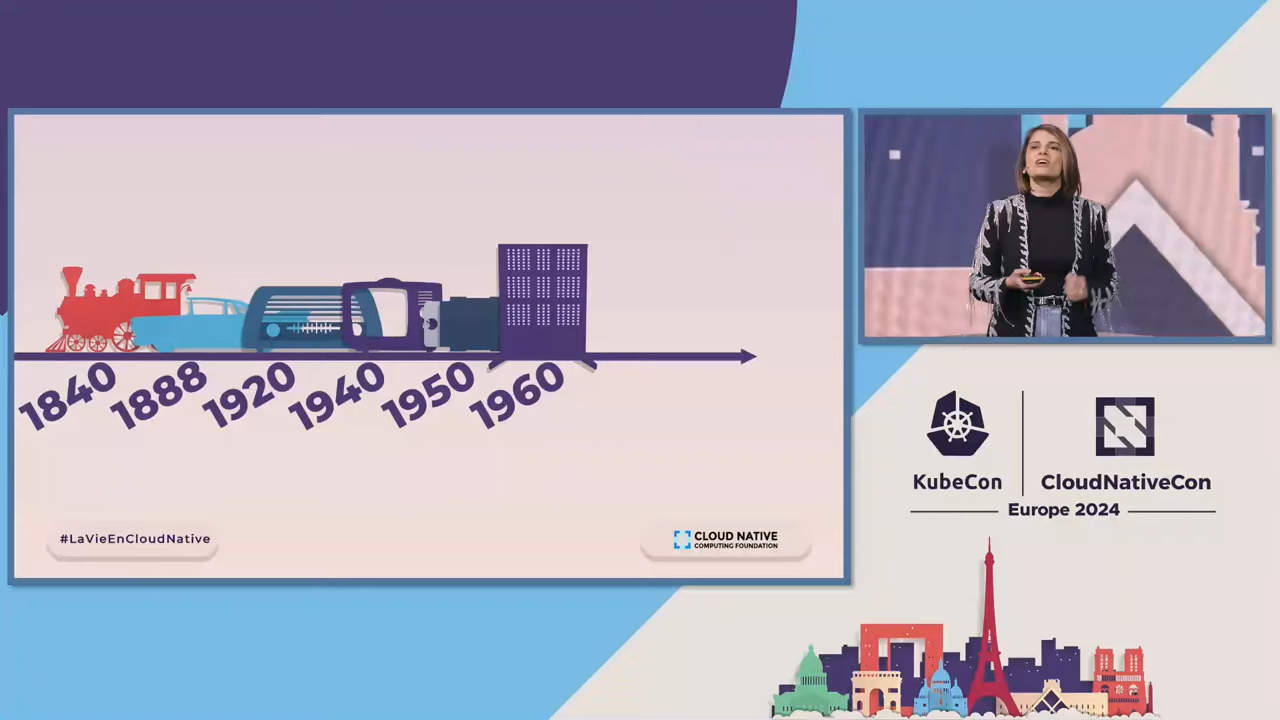 1840
1888
1920
1940
1950
1960
#LaVieEnCloudNative
CLOUD NATIVE
COMPUTING FOUNDATION
KubeCon
CloudNativeCon
Europe 2024